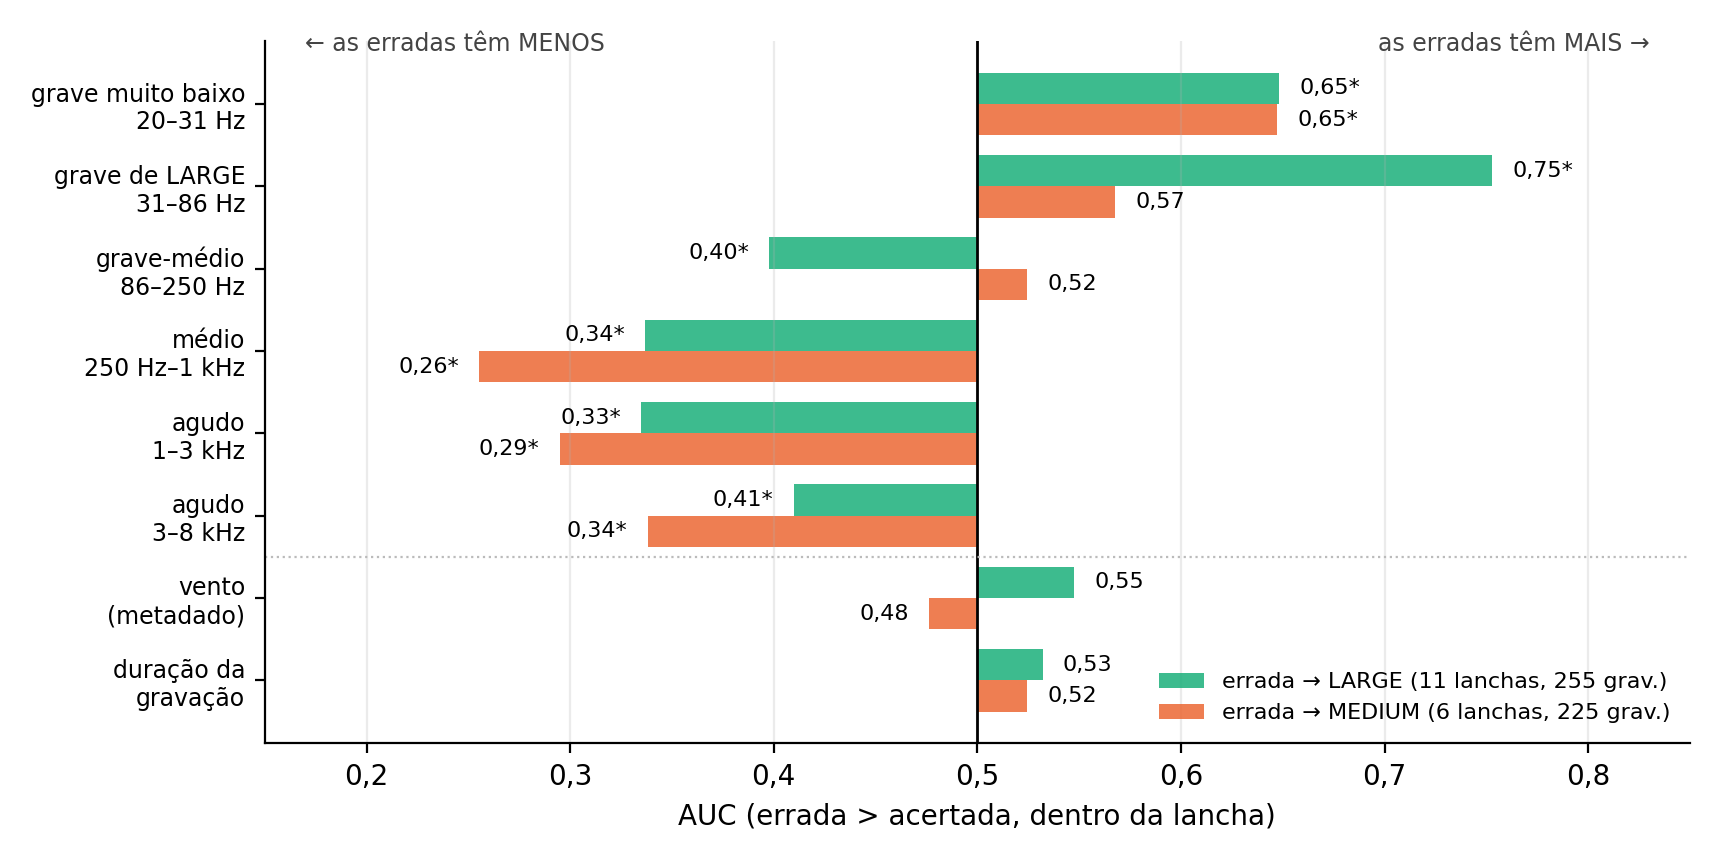 ← as erradas têm MENOS
as erradas têm MAIS →
grave muito baixo
20–31 Hz
0,65*
0,65*
grave de LARGE
31–86 Hz
0,75*
0,57
grave-médio
86–250 Hz
0,40*
0,52
médio
250 Hz–1 kHz
0,34*
0,26*
agudo
1–3 kHz
0,33*
0,29*
agudo
3–8 kHz
0,41*
0,34*
vento
(metadado)
0,55
0,48
duração da
gravação
0,53
0,52
errada → LARGE (11 lanchas, 255 grav.)
errada → MEDIUM (6 lanchas, 225 grav.)
0,2 0,3 0,4 0,5 0,6 0,7 0,8
AUC (errada > acertada, dentro da lancha)